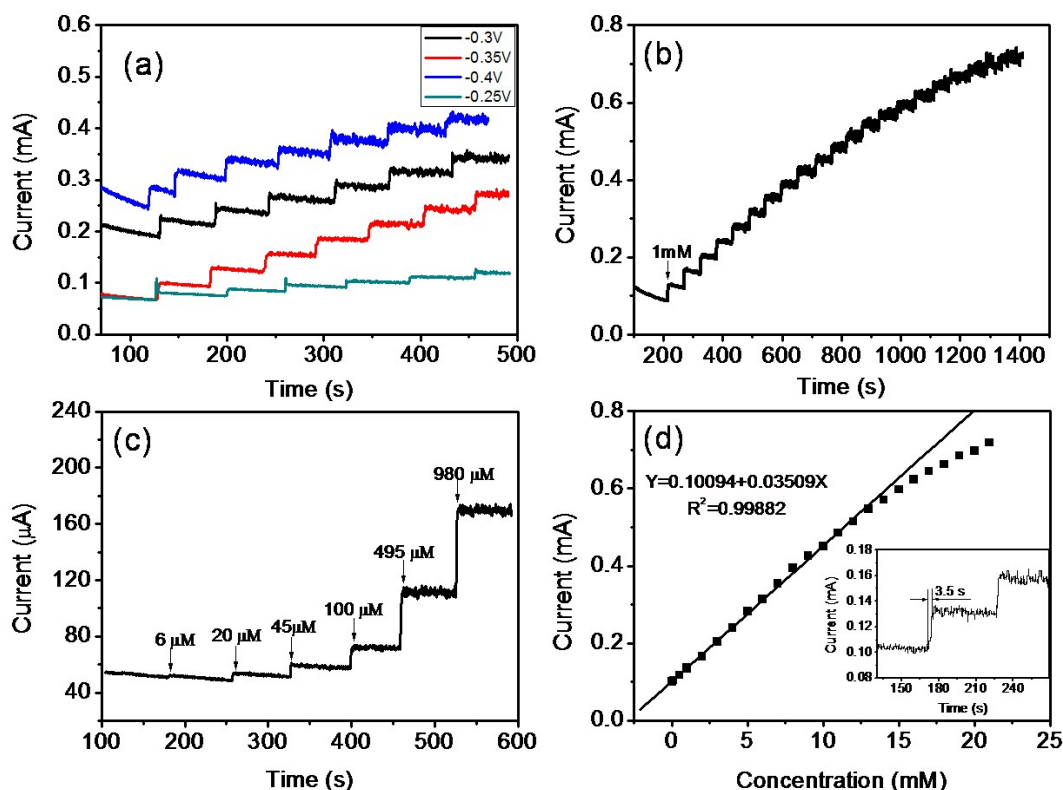 (a)
-0.3V
-0.35V
-0.4V
-0.25V
0.6
0.5
0.4
0.3
0.2
0.1
0.0
Current (mA)
100 200 300 400 500
Time (s)
(b)
0.8
0.6
0.4
0.2
0.0
Current (mA)
1mM
200 400 600 800 1000 1200 1400
Time (s)
(c)
240
200
160
120
80
40
0
Current (μA)
6 μM
20 μM
45μM
100 μM
495 μM
980 μM
100 200 300 400 500 600
Time (s)
(d)
0.8
0.6
0.4
0.2
0.0
Current (mA)
Y=0.10094+0.03509X
R²=0.99882
0.18
0.16
0.14
0.12
0.10
0.08
Current (mA)
3.5 s
150 180 210 240
Time (s)
0 5 10 15 20 25
Concentration (mM)